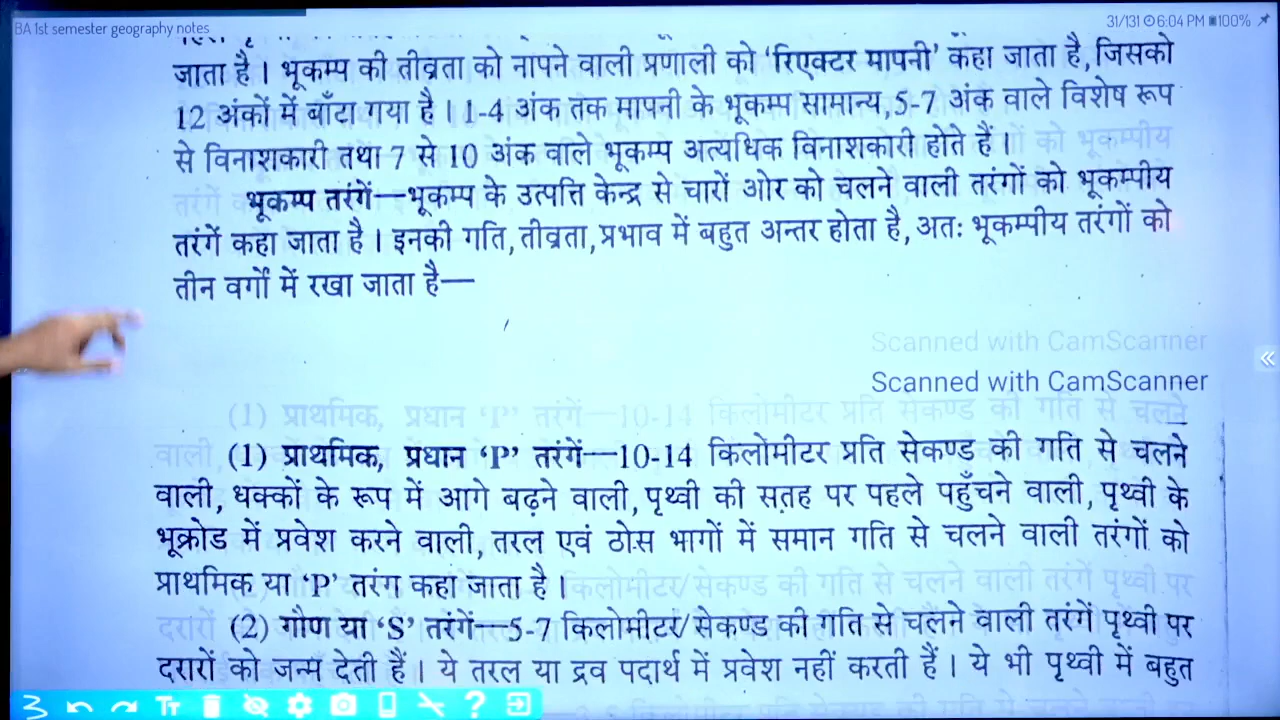 BA 1st semester geography notes
31/131 6:04 PM 100%
जाता है । भूकम्प की तीव्रता को नापने वाली प्रणाली को ‘रिएक्टर मापनी’ कहा जाता है, जिसको
12 अंकों में बाँटा गया है । 1-4 अंक तक मापनी के भूकम्प सामान्य, 5-7 अंक वाले विशेष रूप
से विनाशकारी तथा 7 से 10 अंक वाले भूकम्प अत्यधिक विनाशकारी होते हैं ।
भूकम्प तरंगें—भूकम्प के उत्पत्ति केन्द्र से चारों ओर को चलने वाली तरंगों को भूकम्पीय
तरंगें कहा जाता है । इनकी गति, तीव्रता, प्रभाव में बहुत अन्तर होता है, अतः भूकम्पीय तरंगों को
तीन वर्गों में रखा जाता है—
Scanned with CamScanner
Scanned with CamScanner
(1) प्राथमिक, प्रधान ‘P’ तरंगें—10-14 किलोमीटर प्रति सेकण्ड की गति से चलने
वाली, धक्कों के रूप में आगे बढ़ने वाली, पृथ्वी की सतह पर पहले पहुँचने वाली, पृथ्वी के
भूक्रोड में प्रवेश करने वाली, तरल एवं ठोस भागों में समान गति से चलने वाली तरंगों को
प्राथमिक या ‘P’ तरंग कहा जाता है ।
(2) गौण या ‘S’ तरंगें—5-7 किलोमीटर/सेकण्ड की गति से चलने वाली तरंगें पृथ्वी पर
दरारों को जन्म देती हैं । ये तरल या द्रव पदार्थ में प्रवेश नहीं करती हैं । ये भी पृथ्वी में बहुत